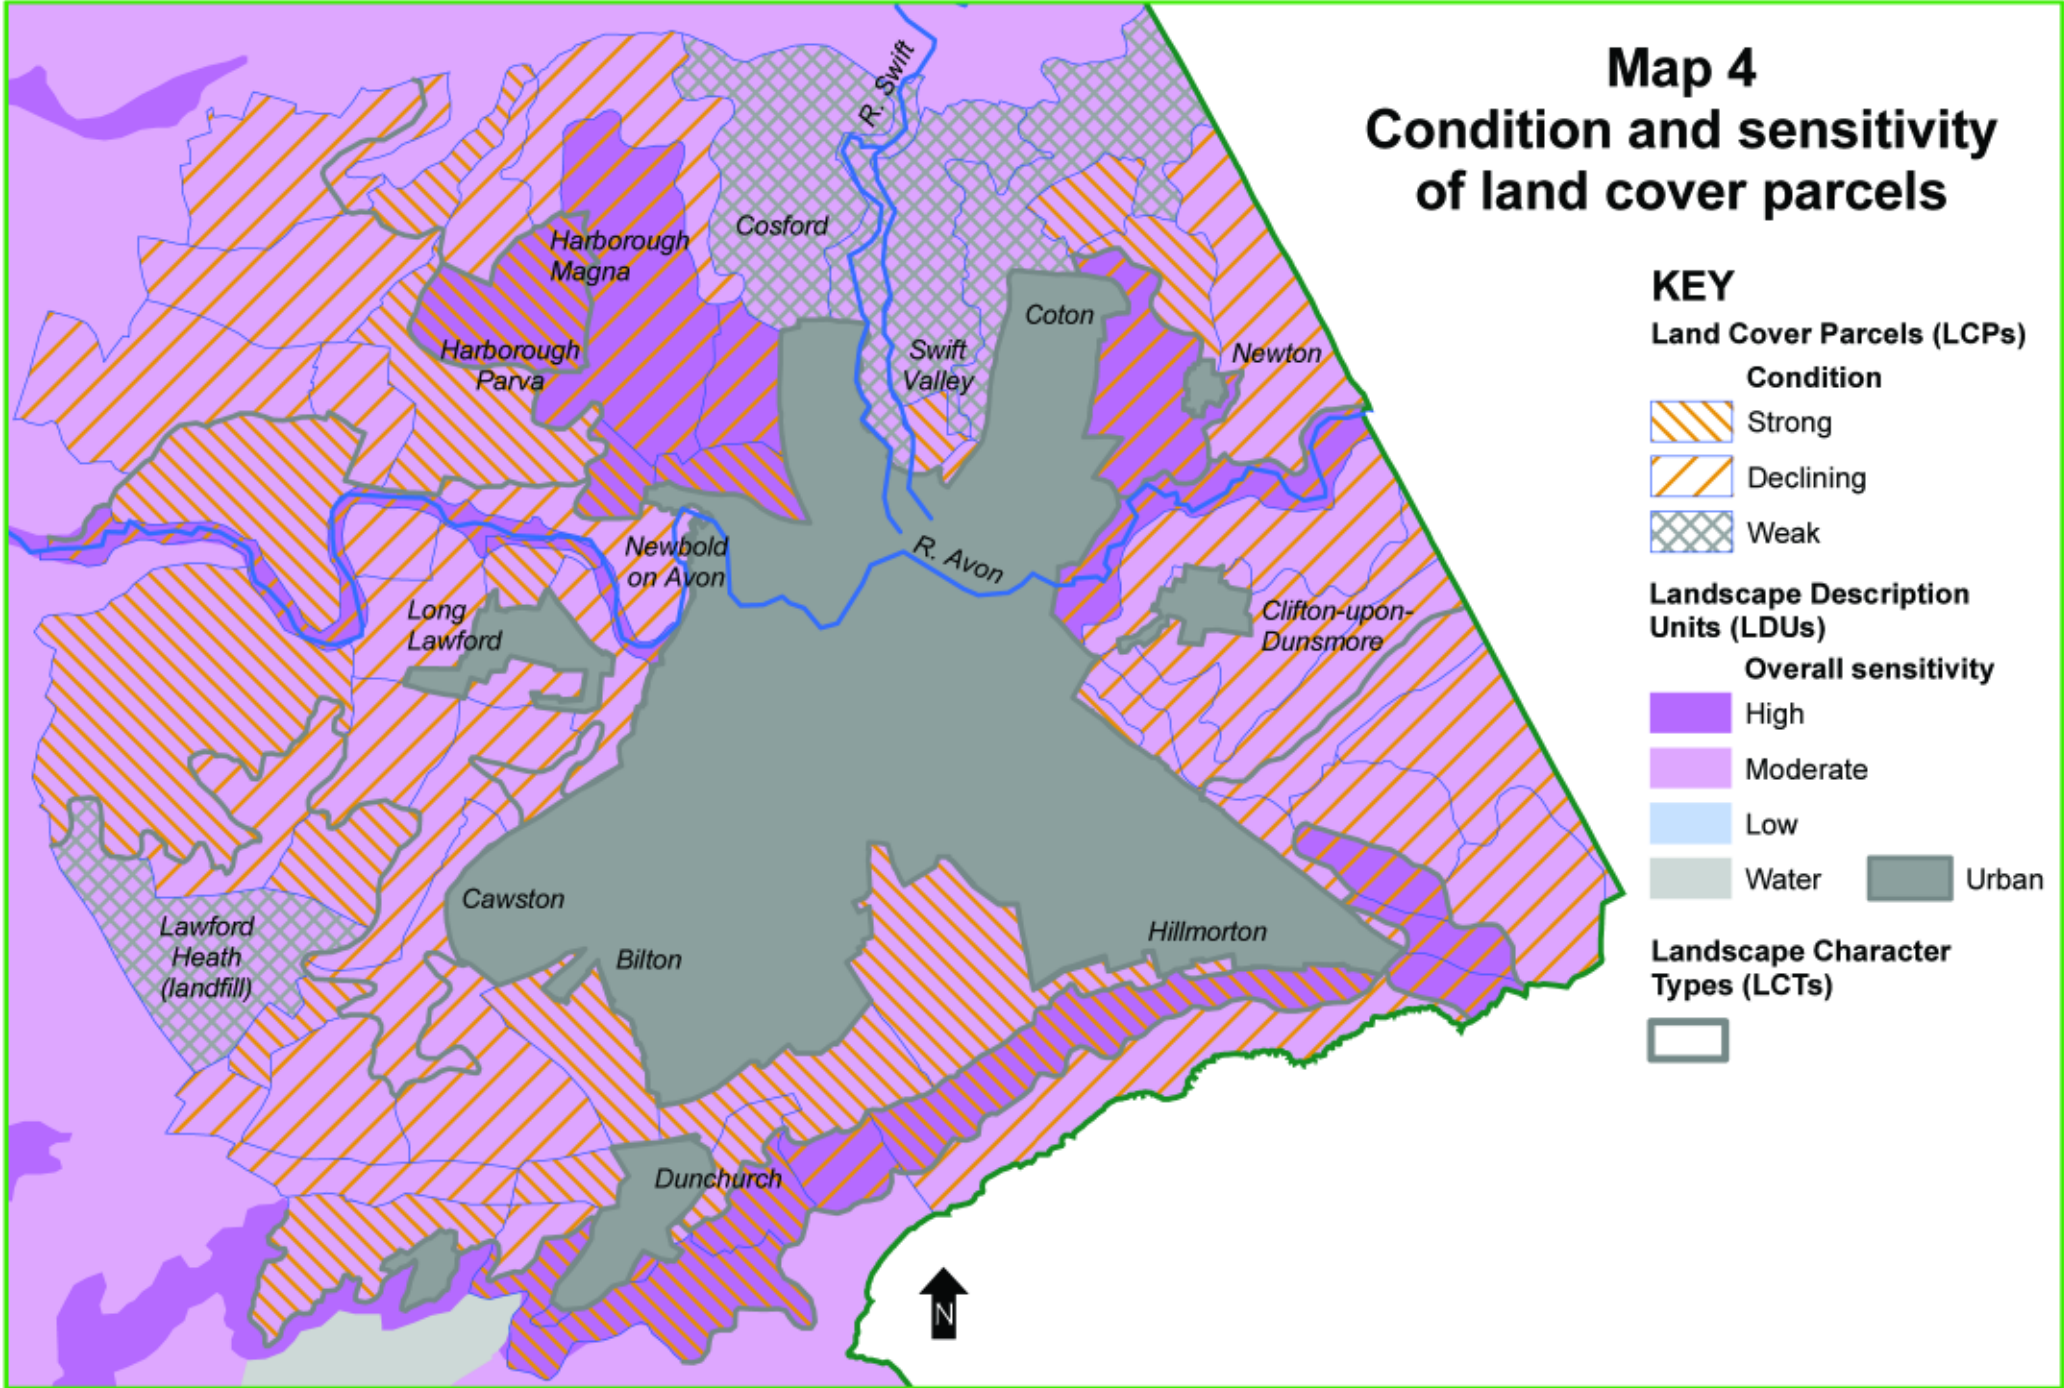 Map 4
Condition and sensitivity
of land cover parcels
KEY
Land Cover Parcels (LCPs)
Condition
Strong
Declining
Weak
Landscape Description
Units (LDUs)
Overall sensitivity
High
Moderate
Low
Water
Urban
Landscape Character
Types (LCTs)
R. Swift
Cosford
Harborough
Magna
Harborough
Parva
Coton
Swift
Valley
Newton
Newbold
on Avon
R. Avon
Long
Lawford
Clifton-upon-
Dunsmore
Cawston
Lawford
Heath
(landfill)
Bilton
Hillmorton
Dunchurch
N